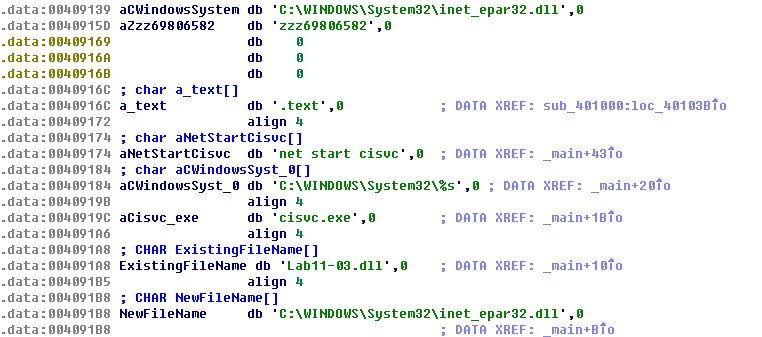 .data:00409139 aCWindowsSystem db 'C:\WINDOWS\System32\inet_epar32.dll',0
.data:0040915D aZzz69806582 db 'zzz69806582',0
.data:00409169 db 0
.data:0040916A db 0
.data:0040916B db 0
.data:0040916C ; char a_text[]
.data:0040916C a_text db '.text',0 ; DATA XREF: sub_401000:loc_40103B↑o
.data:00409172 align 4
.data:00409174 ; char aNetStartCisvc[]
.data:00409174 aNetStartCisvc db 'net start cisvc',0 ; DATA XREF: _main+43↑o
.data:00409184 ; char aCWindowsSyst_0[]
.data:00409184 aCWindowsSyst_0 db 'C:\WINDOWS\System32\%s',0 ; DATA XREF: _main+20↑o
.data:0040919B align 4
.data:0040919C aCisvc_exe db 'cisvc.exe',0 ; DATA XREF: _main+1B↑o
.data:004091A6 align 4
.data:004091A8 ; CHAR ExistingFileName[]
.data:004091A8 ExistingFileName db 'Lab11-03.dll',0 ; DATA XREF: _main+10↑o
.data:004091B5 align 4
.data:004091B8 ; CHAR NewFileName[]
.data:004091B8 NewFileName db 'C:\WINDOWS\System32\inet_epar32.dll',0
.data:004091B8 ; DATA XREF: _main+B↑o